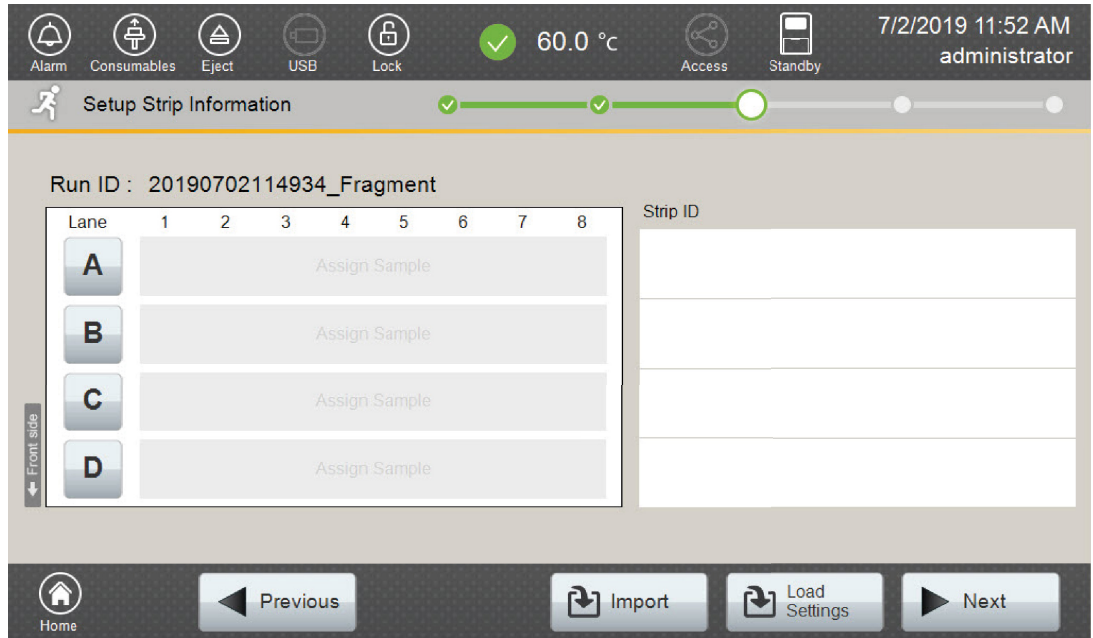 7/2/2019 11:52 AM
60.0 °c
administrator
Alarm Consumables Eject USB Lock Access Standby
Setup Strip Information
Run ID : 20190702114934_Fragment
Strip ID
Lane 1 2 3 4 5 6 7 8
A Assign Sample
B Assign Sample
C Assign Sample
D Assign Sample
Front side
Previous
Import
Load
Settings
Next
Home